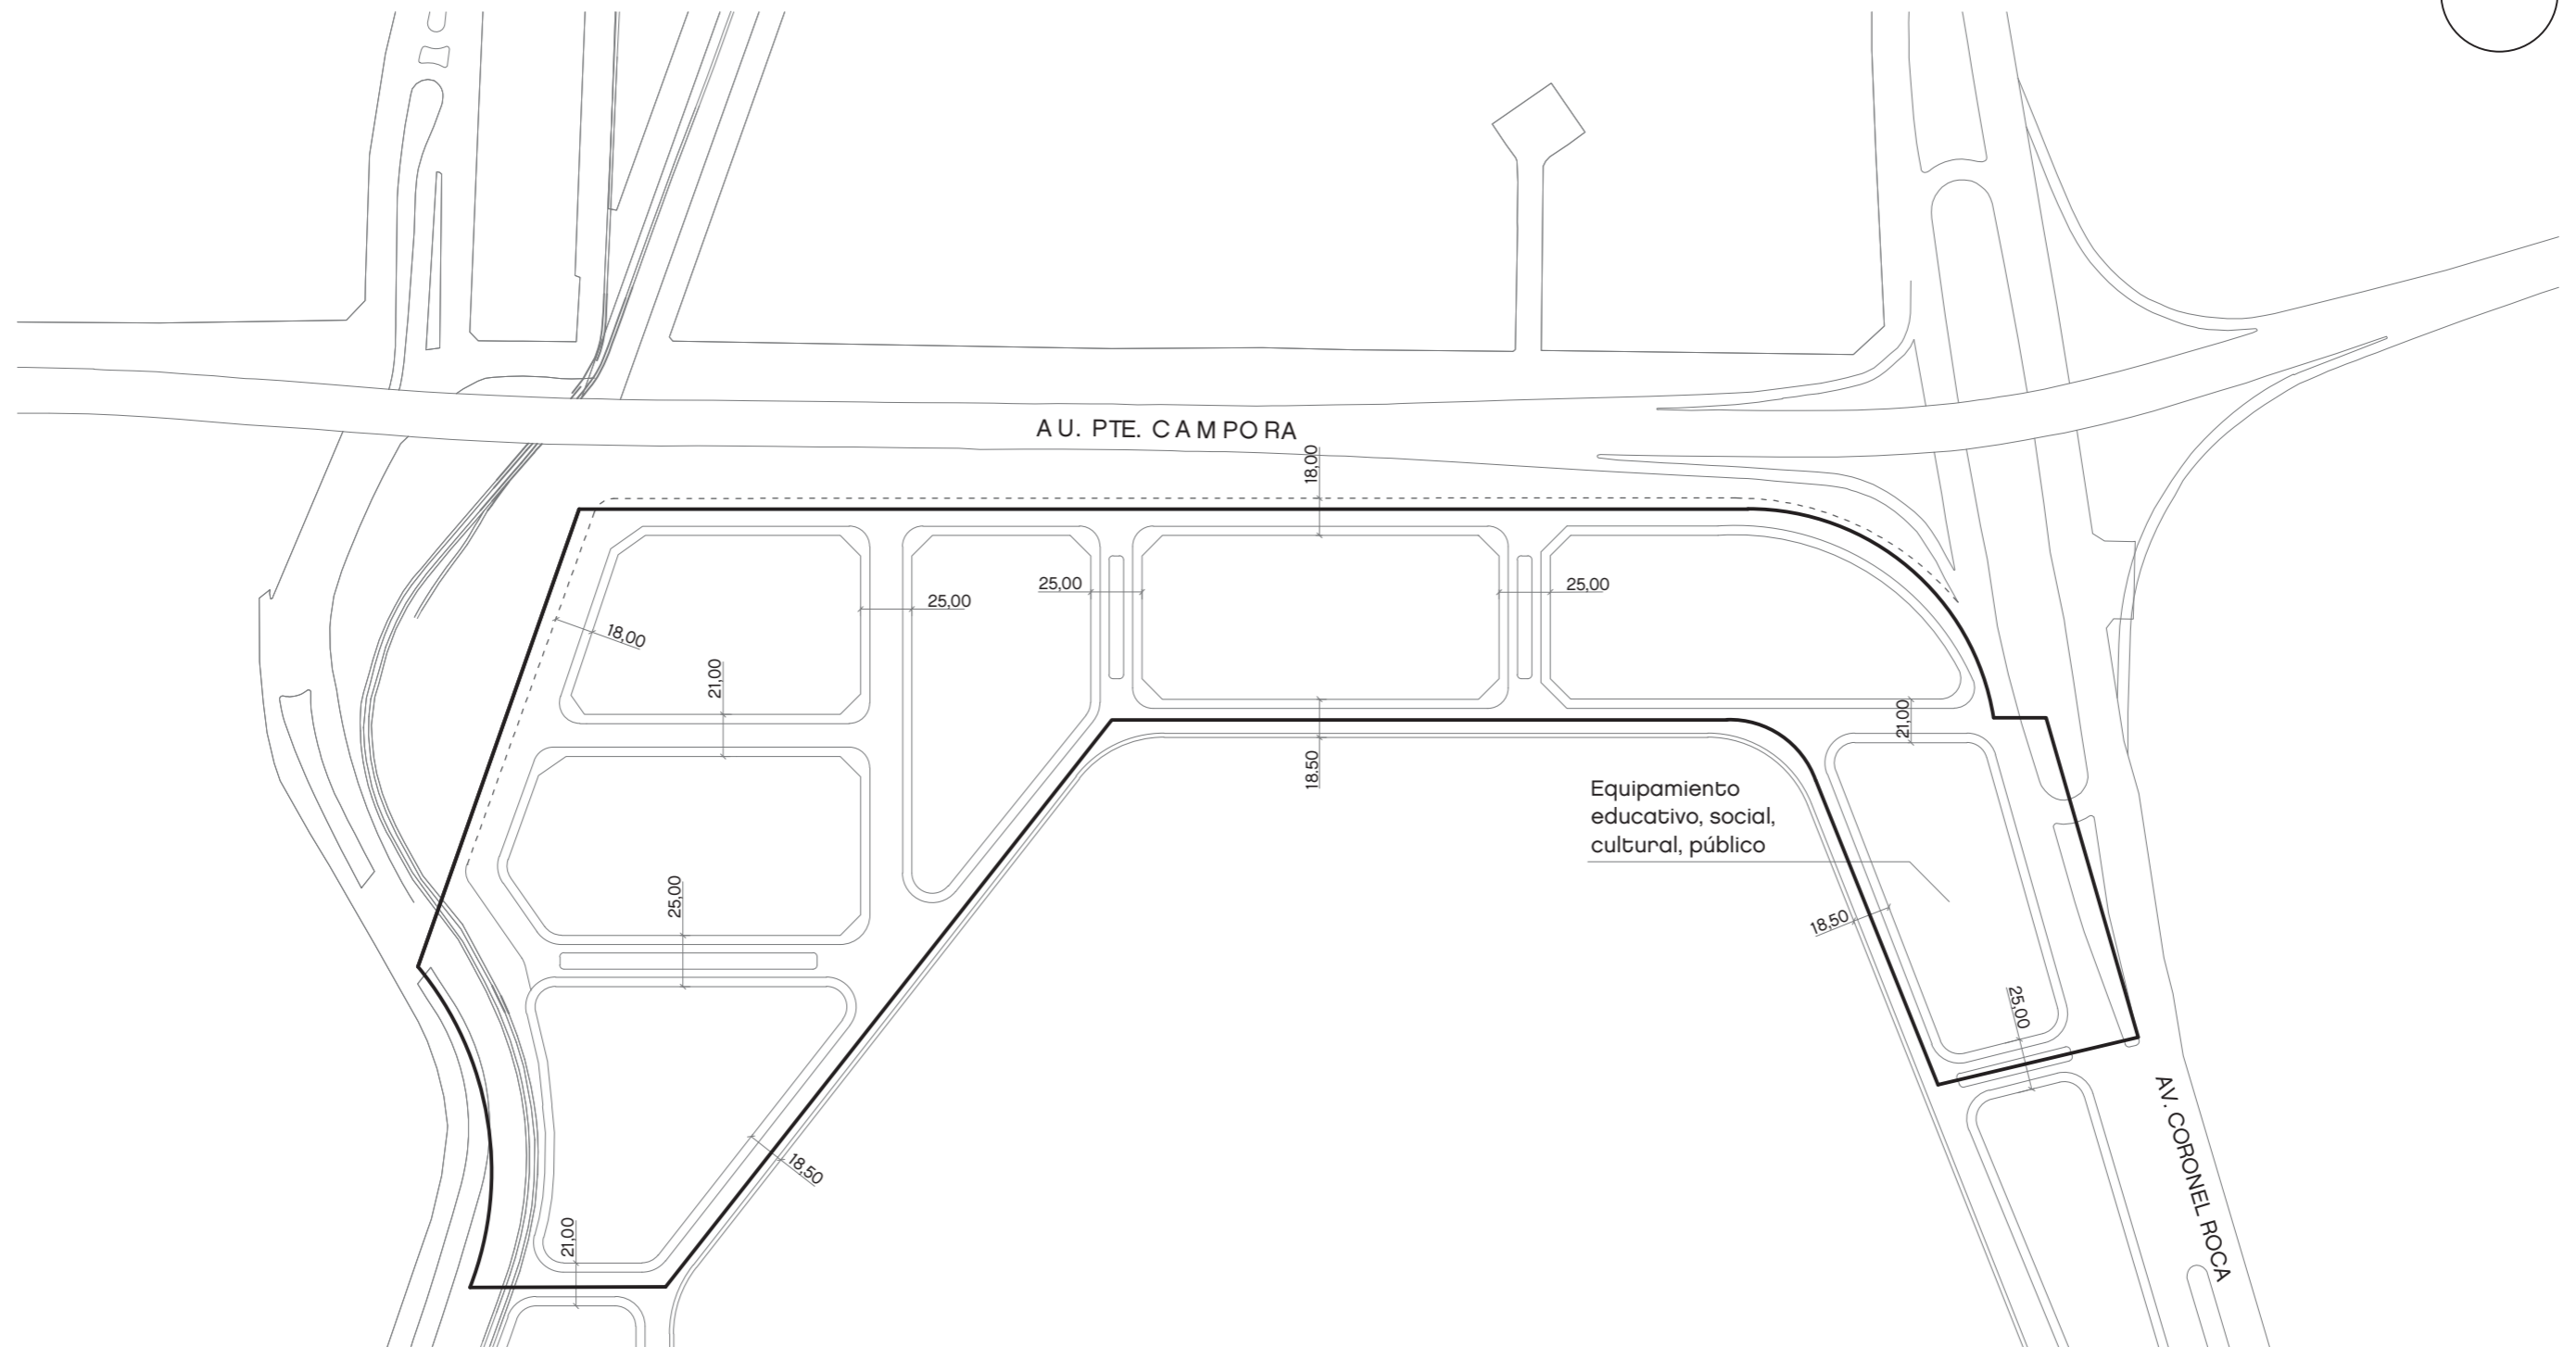 AU. PTE. CAMPORA
18,00
25,00
25,00
25,00
18,00
21,00
21,00
18.50
Equipamiento
educativo, social,
cultural, público
25,00
18,50
25,00
18,50
21,00
AV. CORONEL ROCA